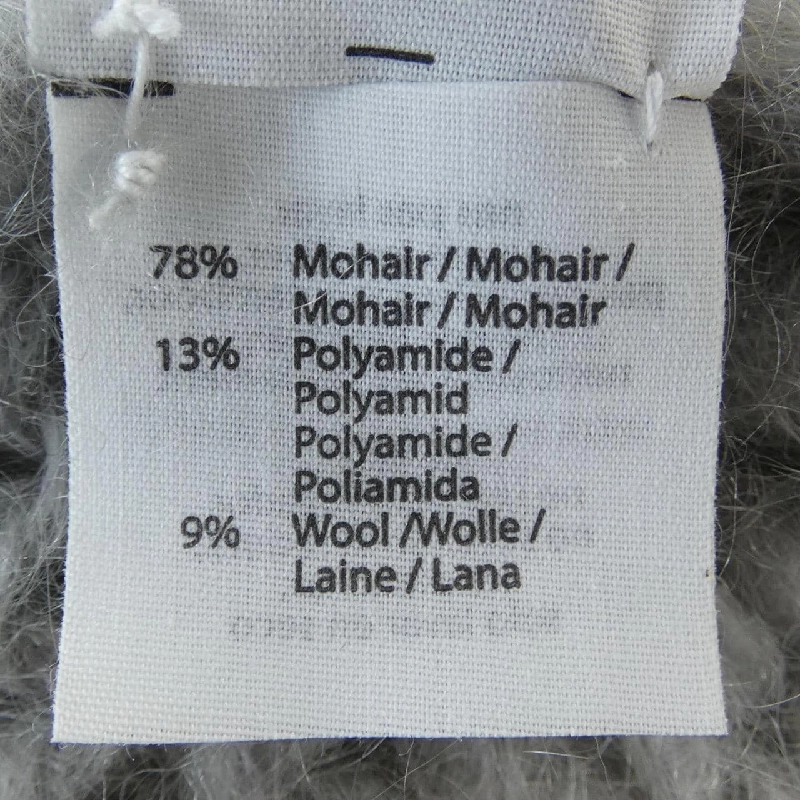 78% Mohair / Mohair /
Mohair / Mohair
13% Polyamide /
Polyamid
Polyamide /
Poliamida
9% Wool /Wolle /
Laine / Lana